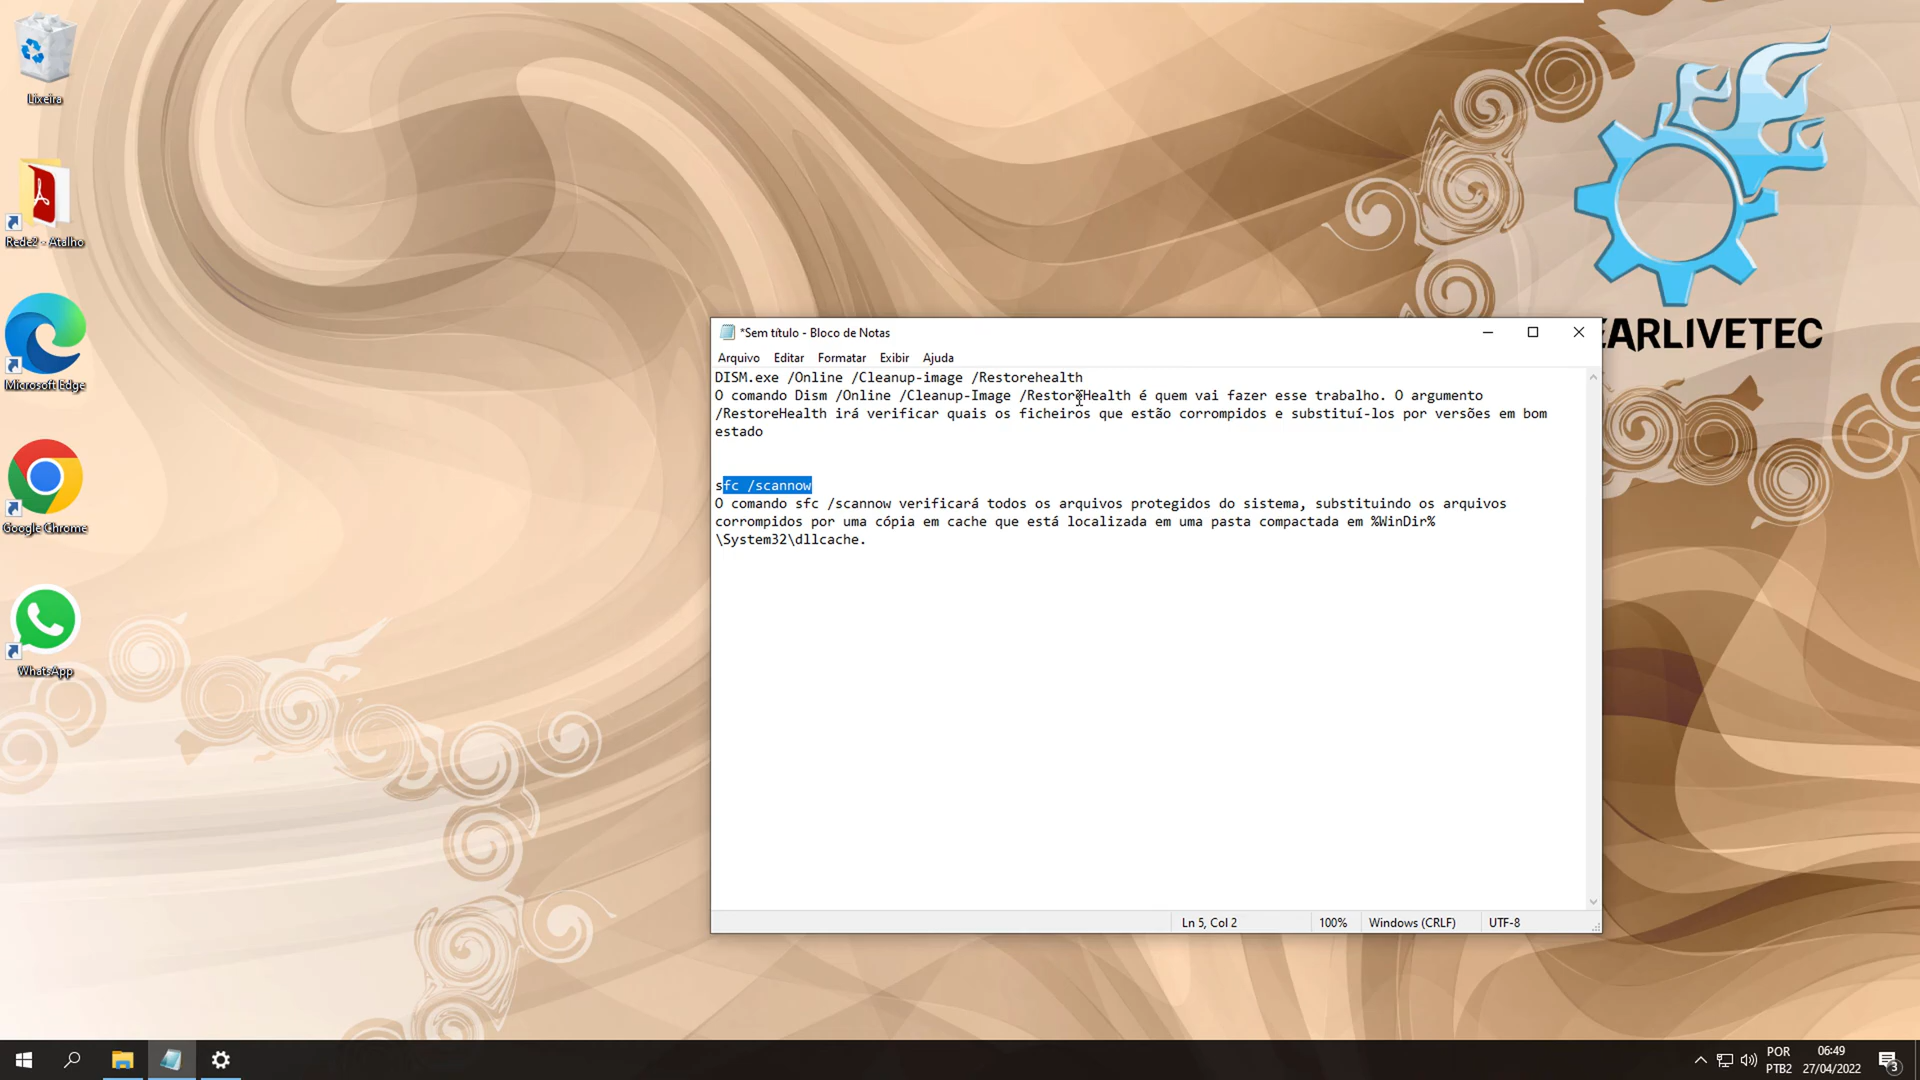 Lixeira
Rede2 - Atalho
Microsoft Edge
Google Chrome
WhatsApp
EARLIVETEC
*Sem título - Bloco de Notas
Arquivo Editar Formatar Exibir Ajuda
DISM.exe /Online /Cleanup-image /Restorehealth
O comando Dism /Online /Cleanup-Image /RestoreHealth é quem vai fazer esse trabalho. O argumento
/RestoreHealth irá verificar quais os ficheiros que estão corrompidos e substituí-los por versões em bom
estado
sfc /scannow
O comando sfc /scannow verificará todos os arquivos protegidos do sistema, substituindo os arquivos
corrompidos por uma cópia em cache que está localizada em uma pasta compactada em %WinDir%
\System32\dllcache.
Ln 5, Col 2 100% Windows (CRLF) UTF-8
POR
PTB2
06:49
27/04/2022
3